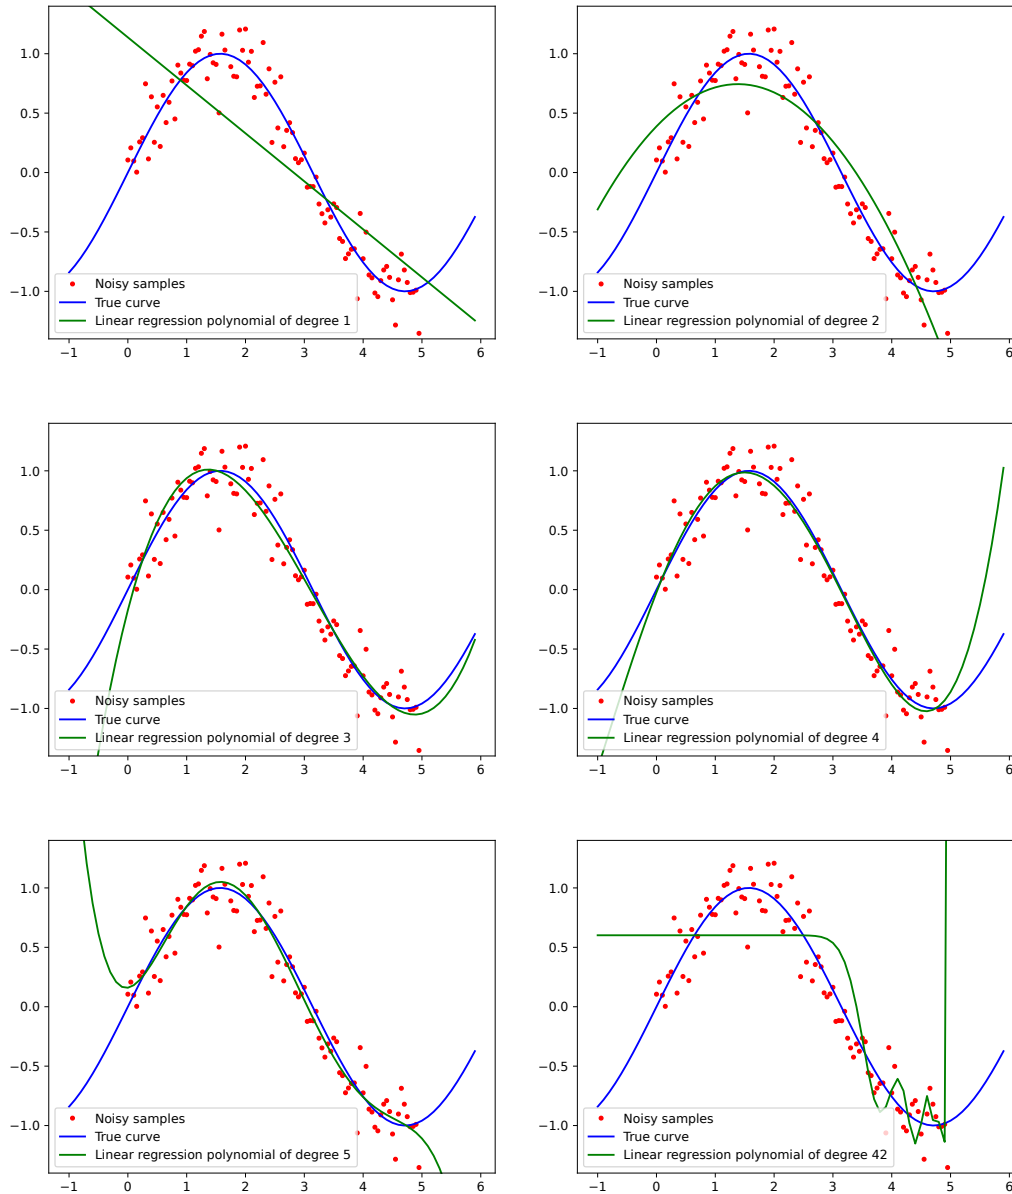 1.0
0.5
0.0
−0.5
−1.0
Noisy samples
True curve
Linear regression polynomial of degree 1
−1 0 1 2 3 4 5 6
1.0
0.5
0.0
−0.5
−1.0
Noisy samples
True curve
Linear regression polynomial of degree 2
−1 0 1 2 3 4 5 6
1.0
0.5
0.0
−0.5
−1.0
Noisy samples
True curve
Linear regression polynomial of degree 3
−1 0 1 2 3 4 5 6
1.0
0.5
0.0
−0.5
−1.0
Noisy samples
True curve
Linear regression polynomial of degree 4
−1 0 1 2 3 4 5 6
1.0
0.5
0.0
−0.5
−1.0
Noisy samples
True curve
Linear regression polynomial of degree 5
−1 0 1 2 3 4 5 6
1.0
0.5
0.0
−0.5
−1.0
Noisy samples
True curve
Linear regression polynomial of degree 42
−1 0 1 2 3 4 5 6